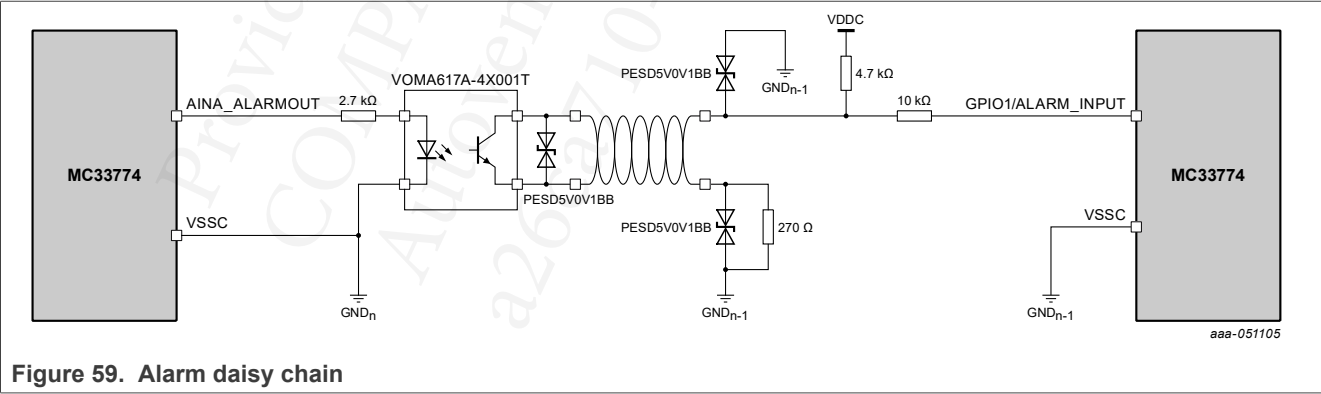 VDDC
PESD5V0V1BB
GNDn-1
4.7 kΩ
VOMA617A-4X001T
AINA_ALARMOUT
2.7 kΩ
10 kΩ
GPIO1/ALARM_INPUT
MC33774
MC33774
PESD5V0V1BB
VSSC
PESD5V0V1BB
270 Ω
VSSC
GNDn
GNDn-1
GNDn-1
aaa-051105
Figure 59. Alarm daisy chain